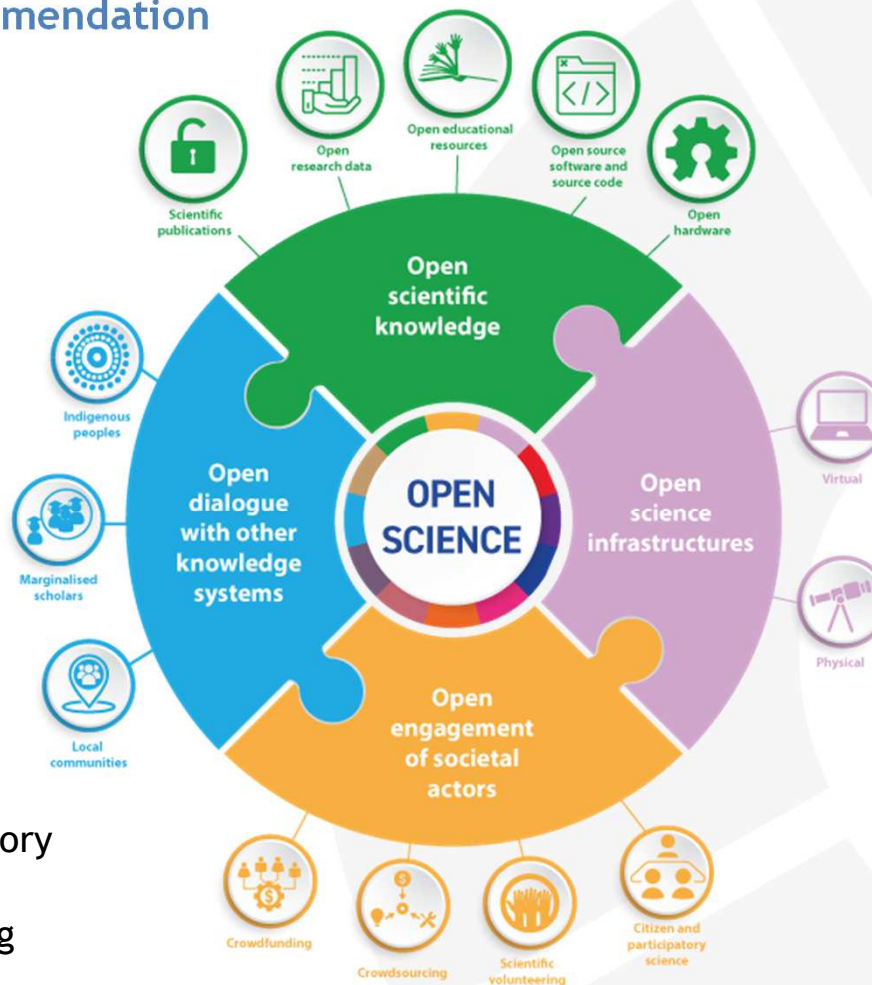 mendation
Open educational
resources
Open
research data
Open source
software and
source code
Scientific
publications
Open
hardware
Open
scientific
knowledge
Indigenous
peoples
Marginalised
scholars
Local
communities
Open
dialogue
with other
knowledge
systems
OPEN
SCIENCE
Open
science
infrastructures
Virtual
Physical
Open
engagement
of societal
actors
ory
g
Crowdfunding
Crowdsourcing
Scientific
volunteering
Citizen and
participatory
science